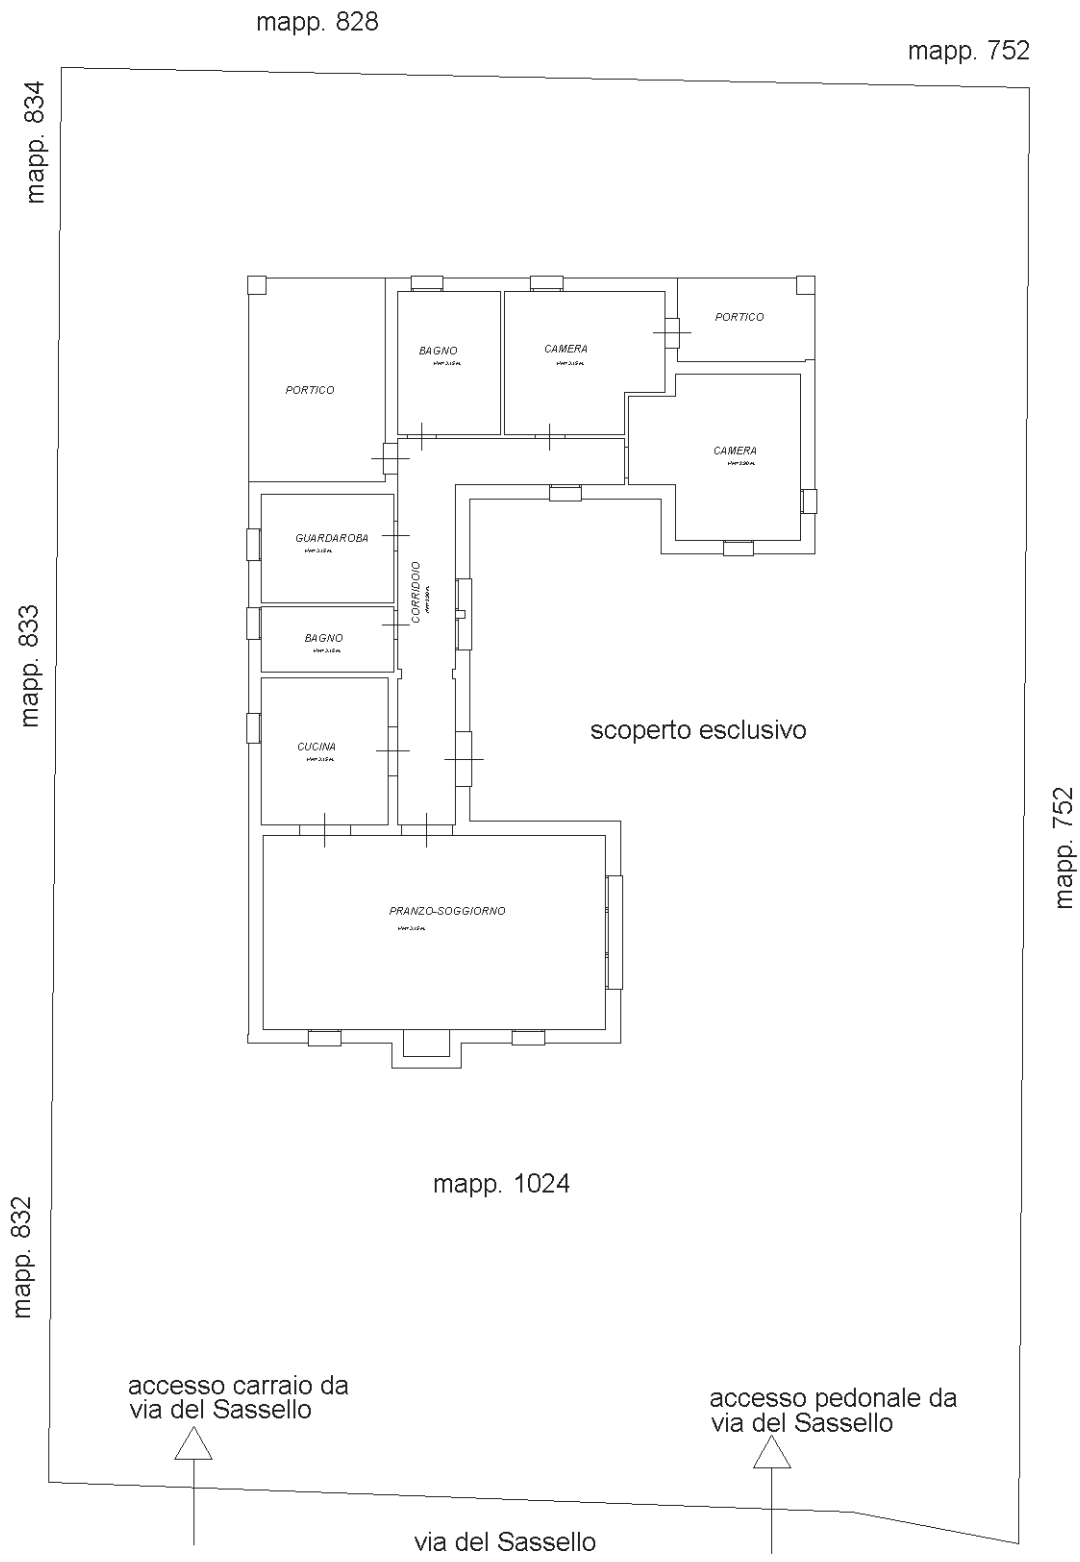 mapp. 828
mapp. 752
mapp. 834
PORTICO
BAGNO
CAMERA
PORTICO
CAMERA
GUARDAROBA
CORRIDOIO
BAGNO
mapp. 833
scoperto esclusivo
CUCINA
mapp. 752
PRANZO-SOGGIORNO
mapp. 1024
mapp. 832
accesso carraio da
via del Sassello
accesso pedonale da
via del Sassello
via del Sassello